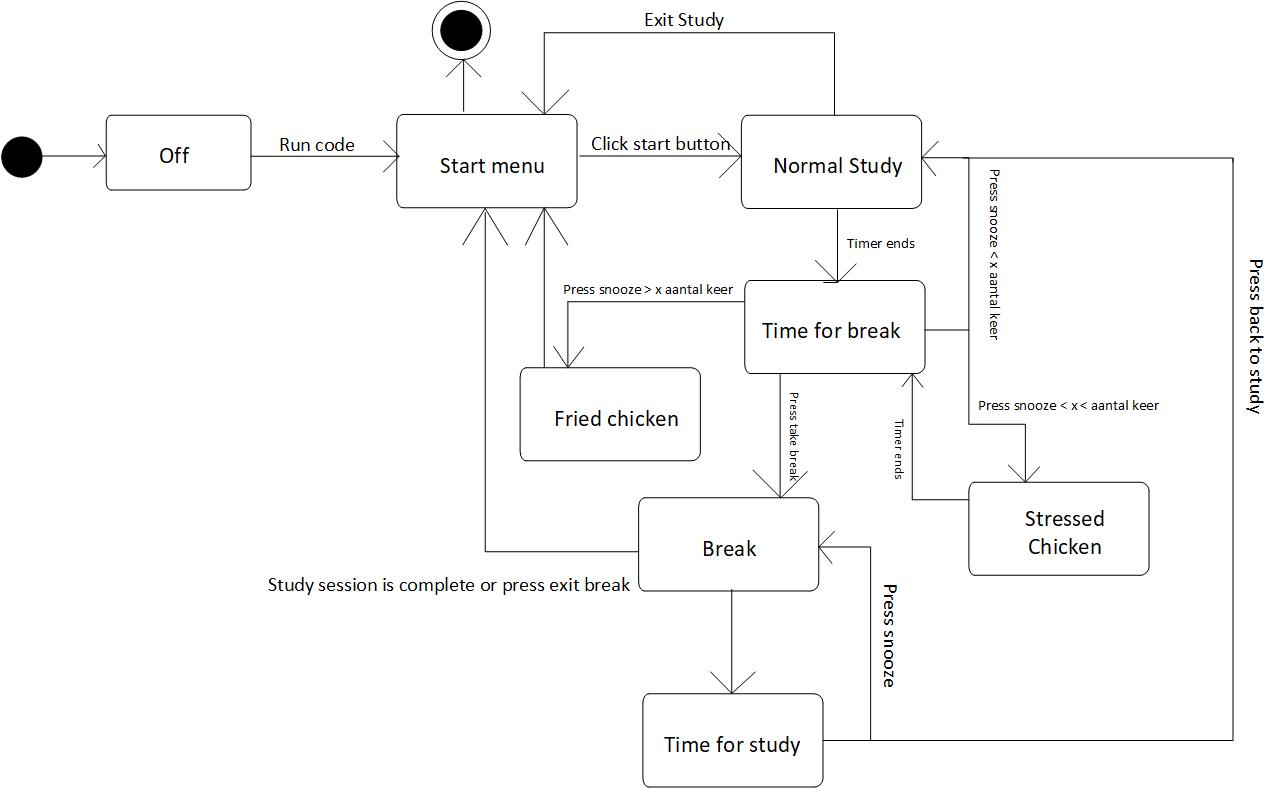 Exit Study
Off
Run code
Start menu
Click start button
Normal Study
Press snooze < x aantal keer
Timer ends
Press back to study
Press snooze > x aantal keer
Time for break
Fried chicken
Press take break
Timer ends
Press snooze < x < aantal keer
Stressed
Chicken
Break
Study session is complete or press exit break
Press snooze
Time for study